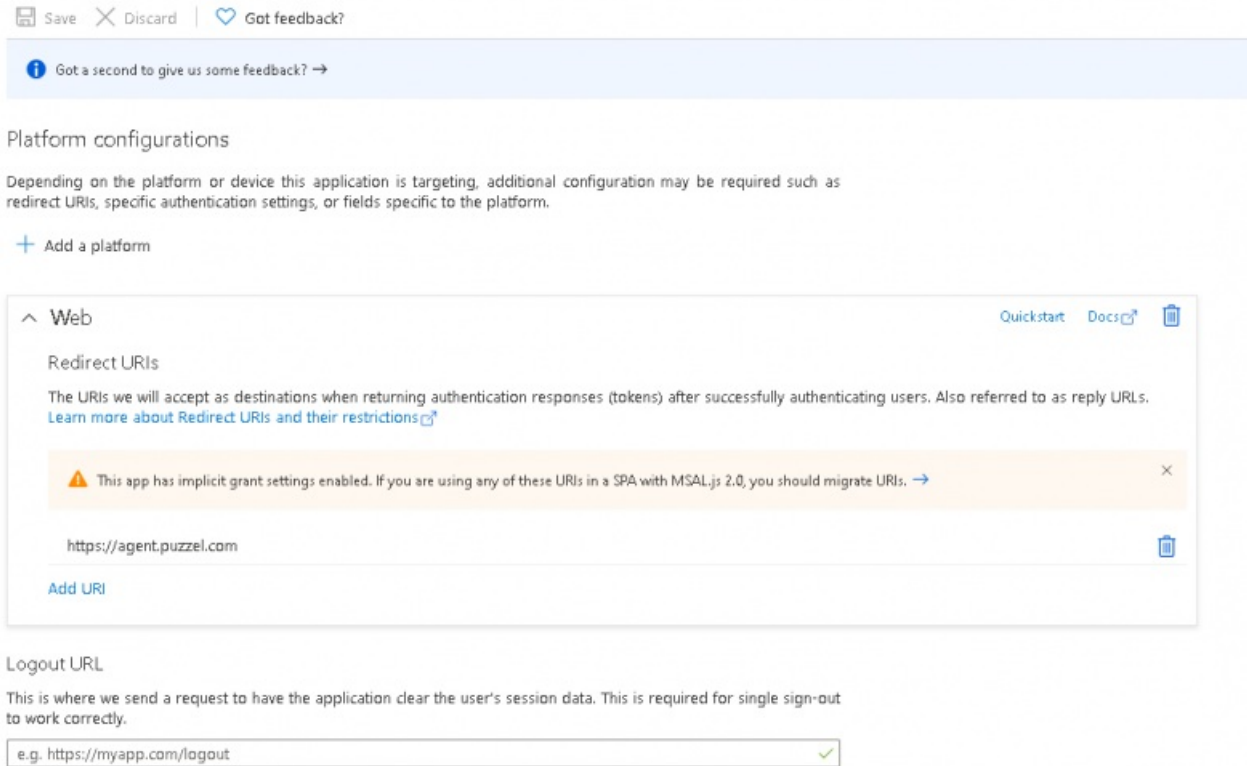 Save Discard Got feedback?
Got a second to give us some feedback? →
Platform configurations
Depending on the platform or device this application is targeting, additional configuration may be required such as
redirect URIs, specific authentication settings, or fields specific to the platform.
+ Add a platform
Web Quickstart Docs
Redirect URIs
The URIs we will accept as destinations when returning authentication responses (tokens) after successfully authenticating users. Also referred to as reply URLs.
Learn more about Redirect URIs and their restrictions
This app has implicit grant settings enabled. If you are using any of these URIs in a SPA with MSAL.js 2.0, you should migrate URIs. →
https://agent.puzzel.com
Add URI
Logout URL
This is where we send a request to have the application clear the user's session data. This is required for single sign-out
to work correctly.
e.g. https://myapp.com/logout